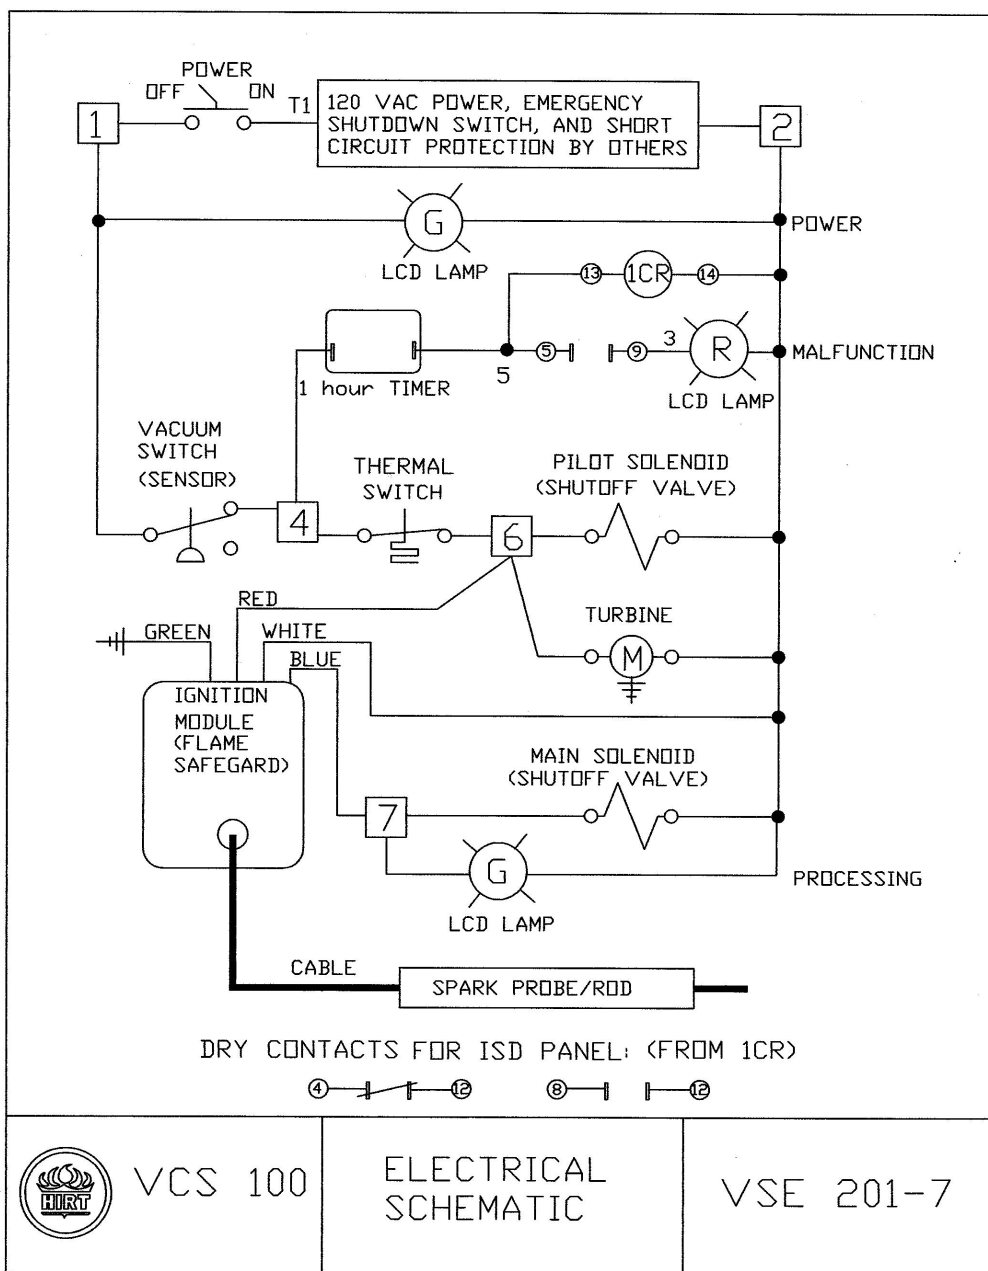 POWER
OFF ON
1
T1
120 VAC POWER, EMERGENCY
SHUTDOWN SWITCH, AND SHORT
CIRCUIT PROTECTION BY OTHERS
2
G
POWER
LCD LAMP
13 1CR 14
5 9 3 R
MALFUNCTION
5
1 hour TIMER
LCD LAMP
VACUUM
SWITCH
(SENSOR)
THERMAL
SWITCH
PILOT SOLENOID
(SHUTOFF VALVE)
4
6
RED
TURBINE
GREEN
WHITE
BLUE
M
IGNITION
MODULE
(FLAME
SAFEGARD)
MAIN SOLENOID
(SHUTOFF VALVE)
7
G
PROCESSING
LCD LAMP
CABLE
SPARK PROBE/ROD
DRY CONTACTS FOR ISD PANEL: (FROM 1CR)
4 12 8 12
HIRT
VCS 100
ELECTRICAL
SCHEMATIC
VSE 201-7